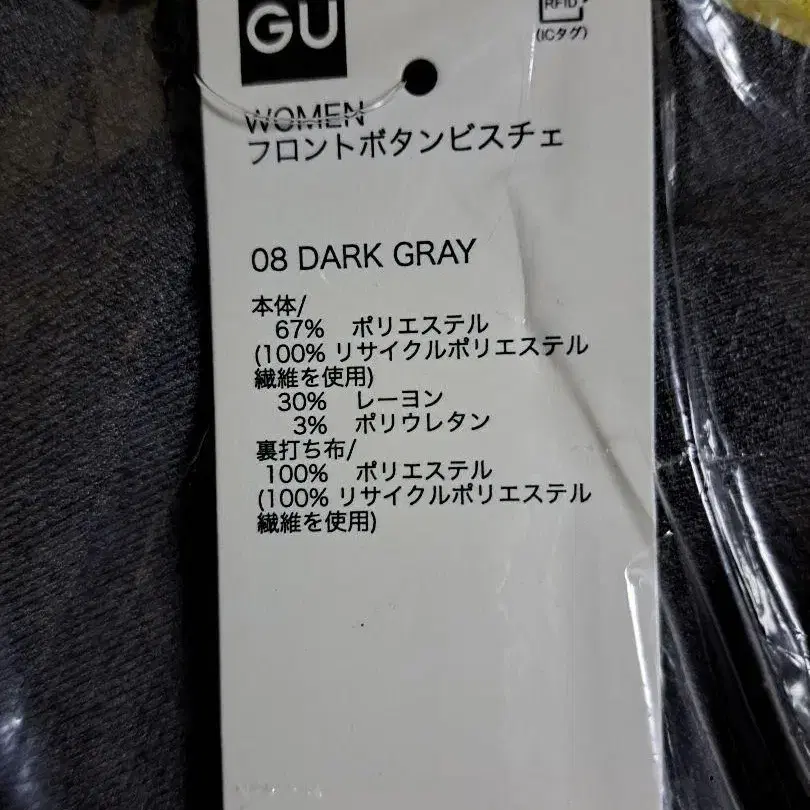 GU
RFID
(ICタグ)
WOMEN
フロントボタンビスチェ
08 DARK GRAY
本体/
67% ポリエステル
(100% リサイクルポリエステル
繊維を使用)
30% レーヨン
3% ポリウレタン
裏打ち布/
100% ポリエステル
(100% リサイクルポリエステル
繊維を使用)